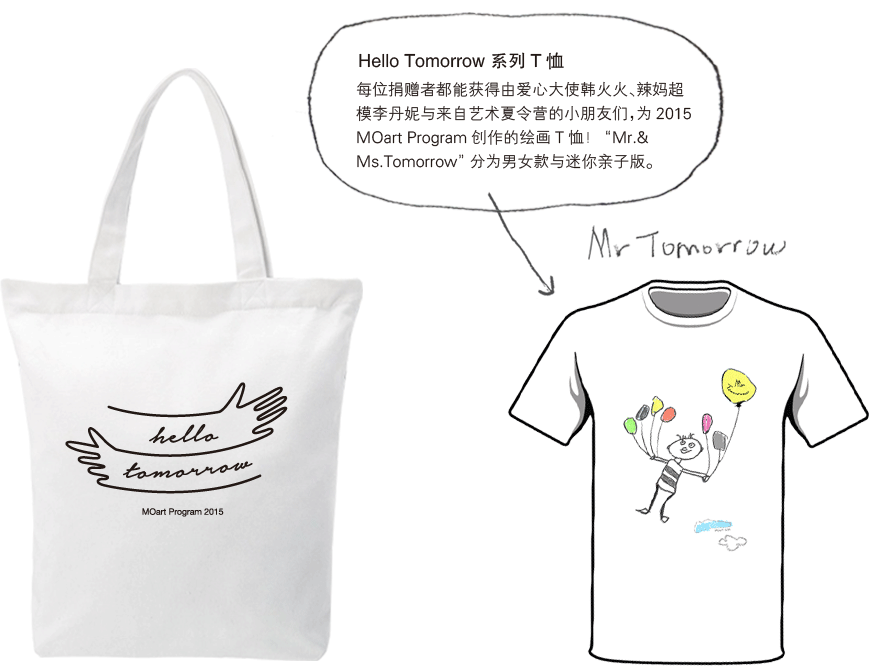 Hello Tomorrow 系列 T 恤
每位捐赠者都能获得由爱心大使韩火火、辣妈超
模李丹妮与来自艺术夏令营的小朋友们，为 2015
MOart Program 创作的绘画 T 恤！ “Mr.&
Ms.Tomorrow” 分为男女款与迷你亲子版。
Mr Tomorrow
hello
tomorrow
MOart Program 2015